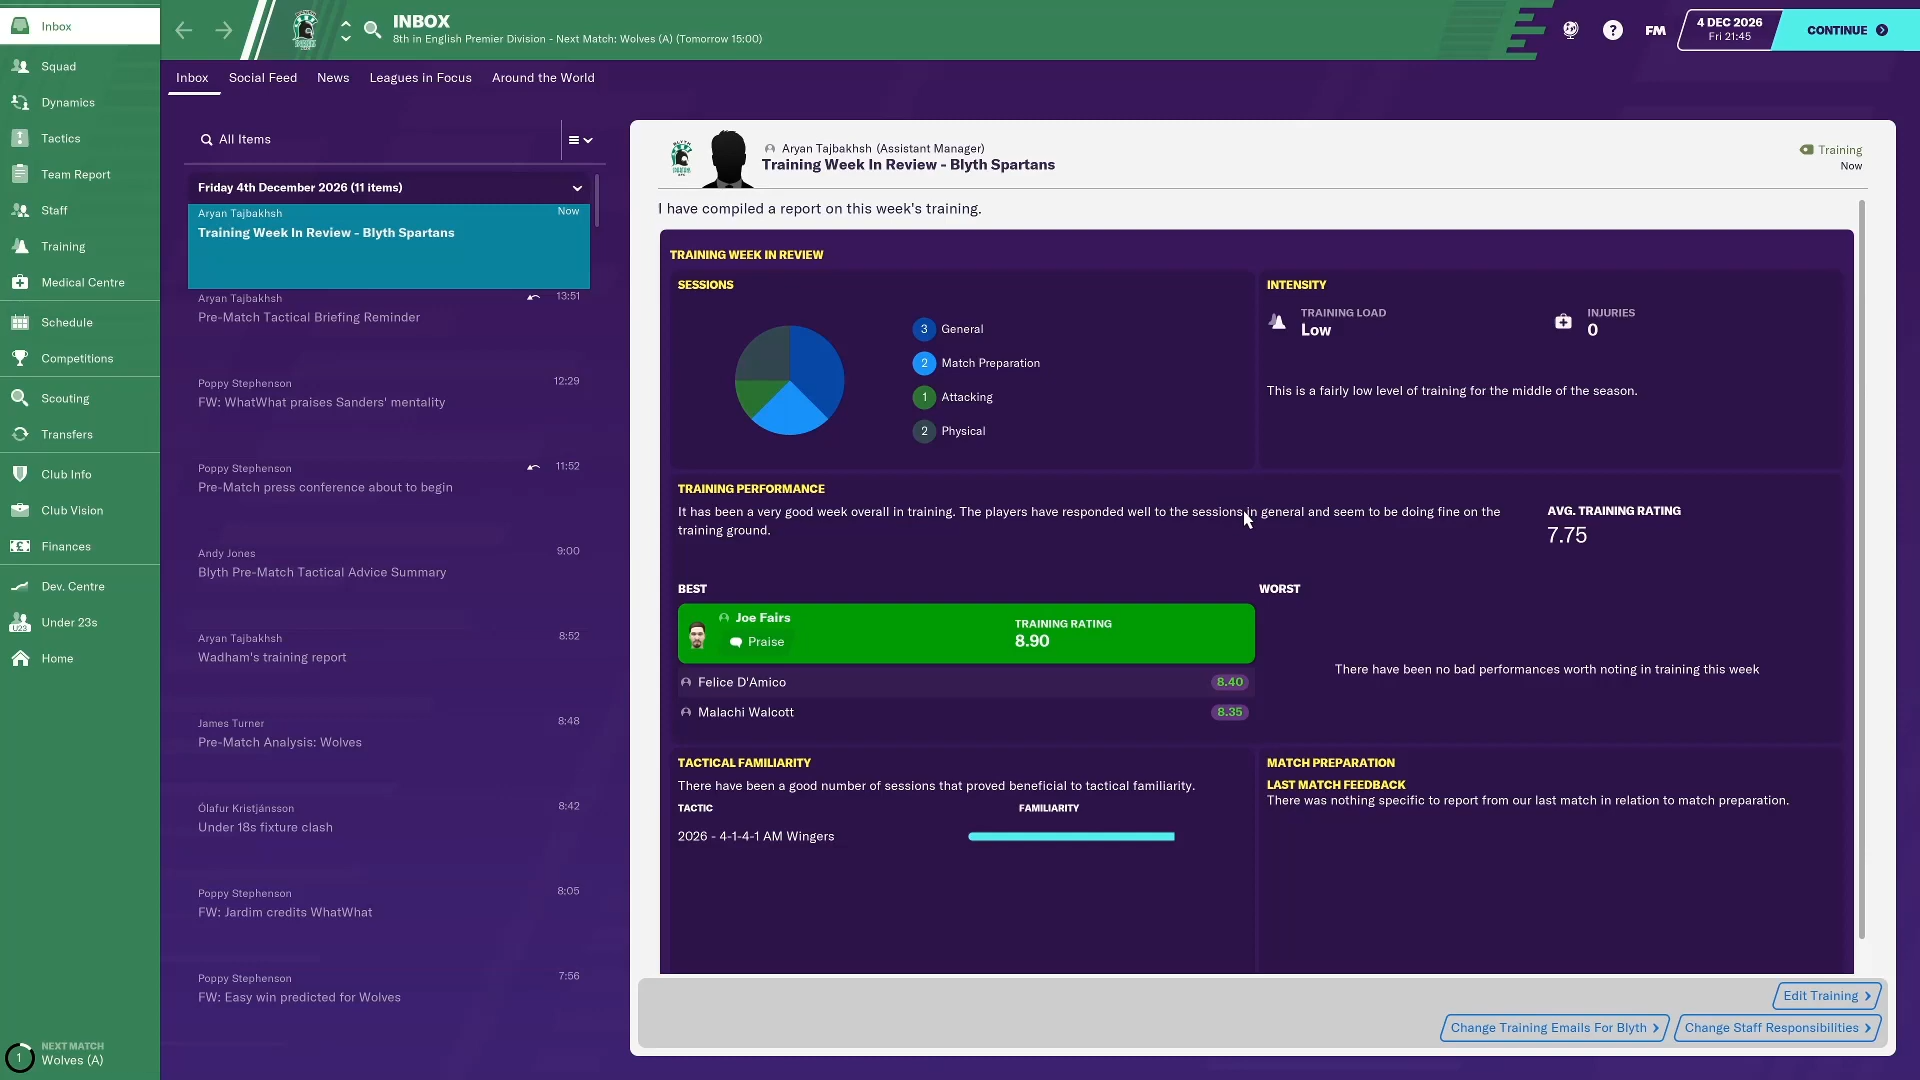 Inbox
Squad
Dynamics
Tactics
Team Report
Staff
Training
Medical Centre
Schedule
Competitions
Scouting
Transfers
Club Info
Club Vision
Finances
Dev. Centre
U23
Under 23s
Home
1
NEXT MATCH
Wolves (A)
INBOX
8th in English Premier Division - Next Match: Wolves (A) (Tomorrow 15:00)
?
FM
4 DEC 2026
Fri 21:45
CONTINUE
Inbox Social Feed News Leagues in Focus Around the World
All Items
Friday 4th December 2026 (11 items)
Aryan Tajbakhsh Now
Training Week In Review - Blyth Spartans
Aryan Tajbakhsh 13:51
Pre-Match Tactical Briefing Reminder
Poppy Stephenson 12:29
FW: WhatWhat praises Sanders' mentality
Poppy Stephenson 11:52
Pre-Match press conference about to begin
Andy Jones 9:00
Blyth Pre-Match Tactical Advice Summary
Aryan Tajbakhsh 8:52
Wadham's training report
James Turner 8:48
Pre-Match Analysis: Wolves
Ólafur Kristjánsson 8:42
Under 18s fixture clash
Poppy Stephenson 8:05
FW: Jardim credits WhatWhat
Poppy Stephenson 7:56
FW: Easy win predicted for Wolves
Aryan Tajbakhsh (Assistant Manager)
Training Week In Review - Blyth Spartans
Training
Now
I have compiled a report on this week's training.
TRAINING WEEK IN REVIEW
SESSIONS
3 General
2 Match Preparation
1 Attacking
2 Physical
INTENSITY
TRAINING LOAD
Low
INJURIES
0
This is a fairly low level of training for the middle of the season.
TRAINING PERFORMANCE
It has been a very good week overall in training. The players have responded well to the sessions in general and seem to be doing fine on the
training ground.
AVG. TRAINING RATING
7.75
BEST
Joe Fairs
Praise
TRAINING RATING
8.90
Felice D'Amico 8.40
Malachi Walcott 8.35
WORST
There have been no bad performances worth noting in training this week
TACTICAL FAMILIARITY
There have been a good number of sessions that proved beneficial to tactical familiarity.
TACTIC FAMILIARITY
2026 - 4-1-4-1 AM Wingers
MATCH PREPARATION
LAST MATCH FEEDBACK
There was nothing specific to report from our last match in relation to match preparation.
Edit Training
Change Training Emails For Blyth
Change Staff Responsibilities